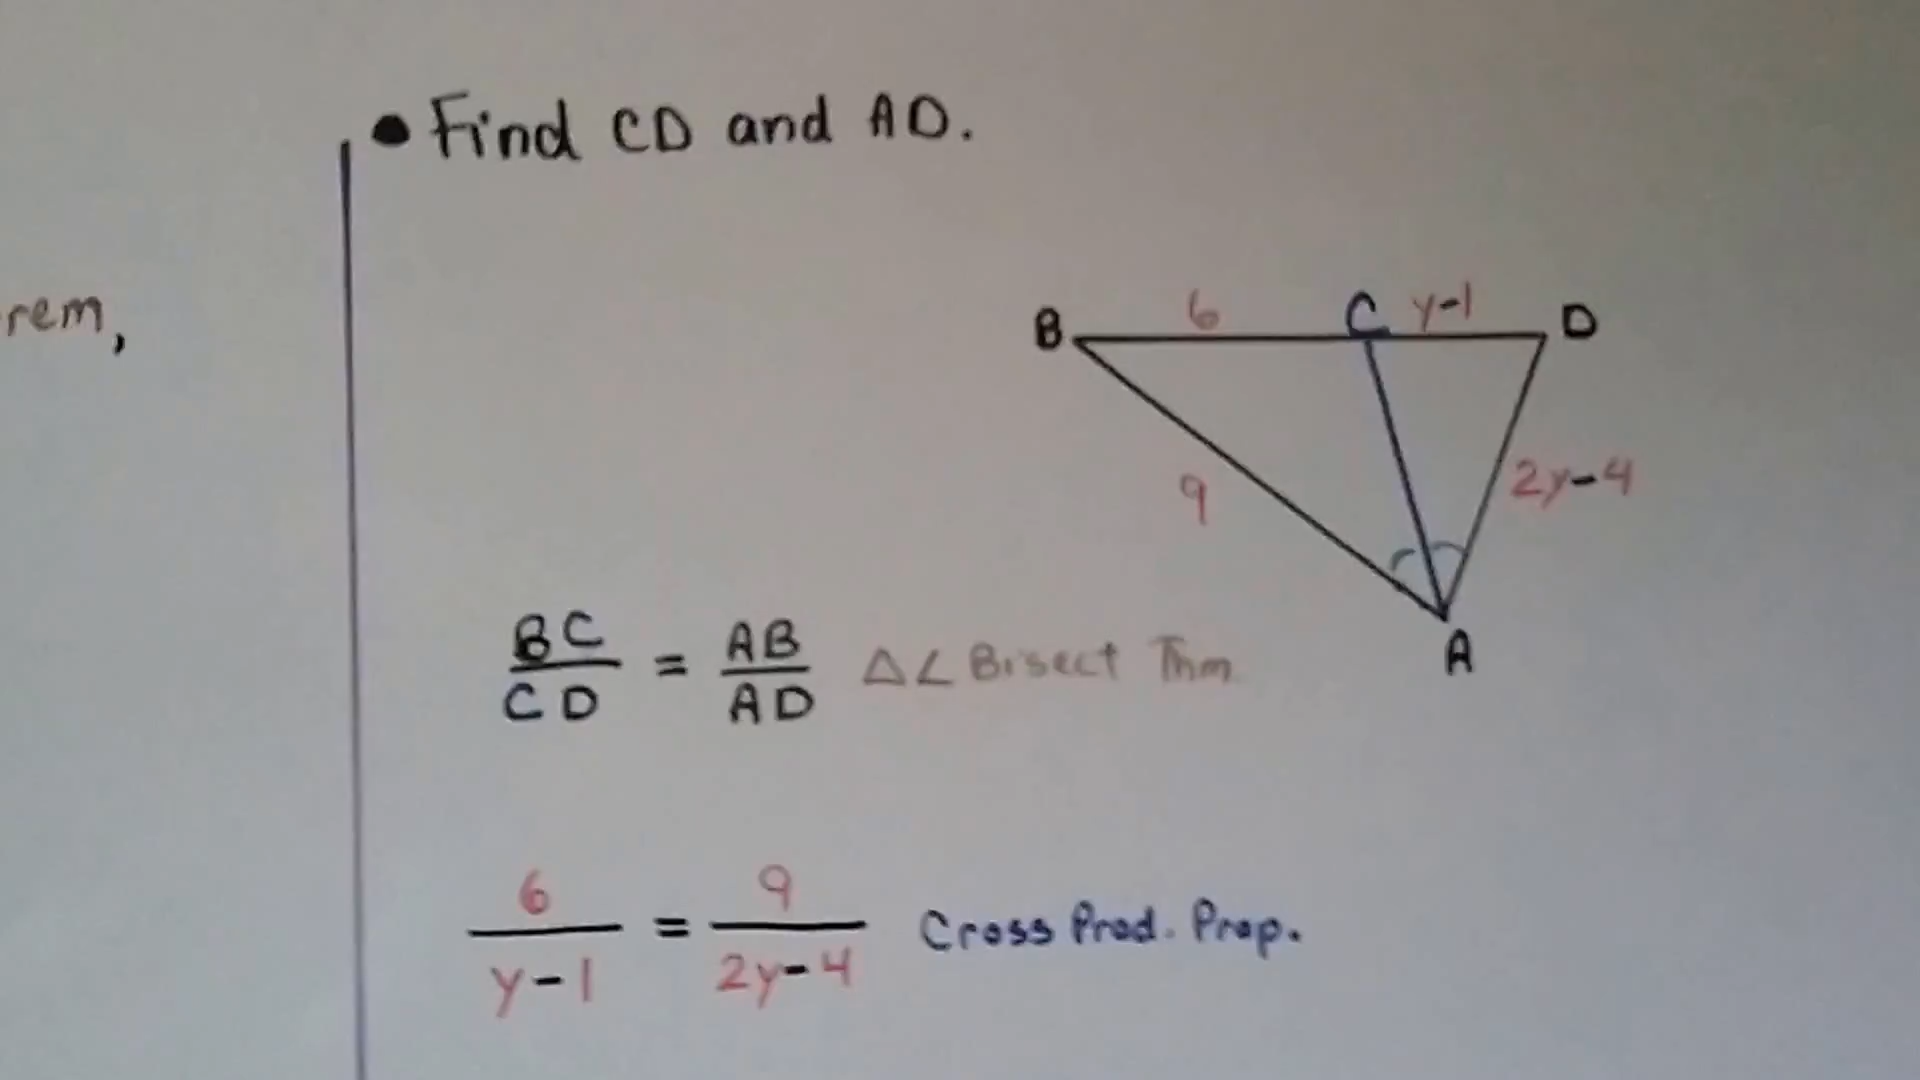 • Find CD and AD.
rem,
B 6 C y-1 D
9 2y-4
A
BC/CD = AB/AD △∠ Bisect Thm
6/y-1 = 9/2y-4 Cross Prod. Prop.